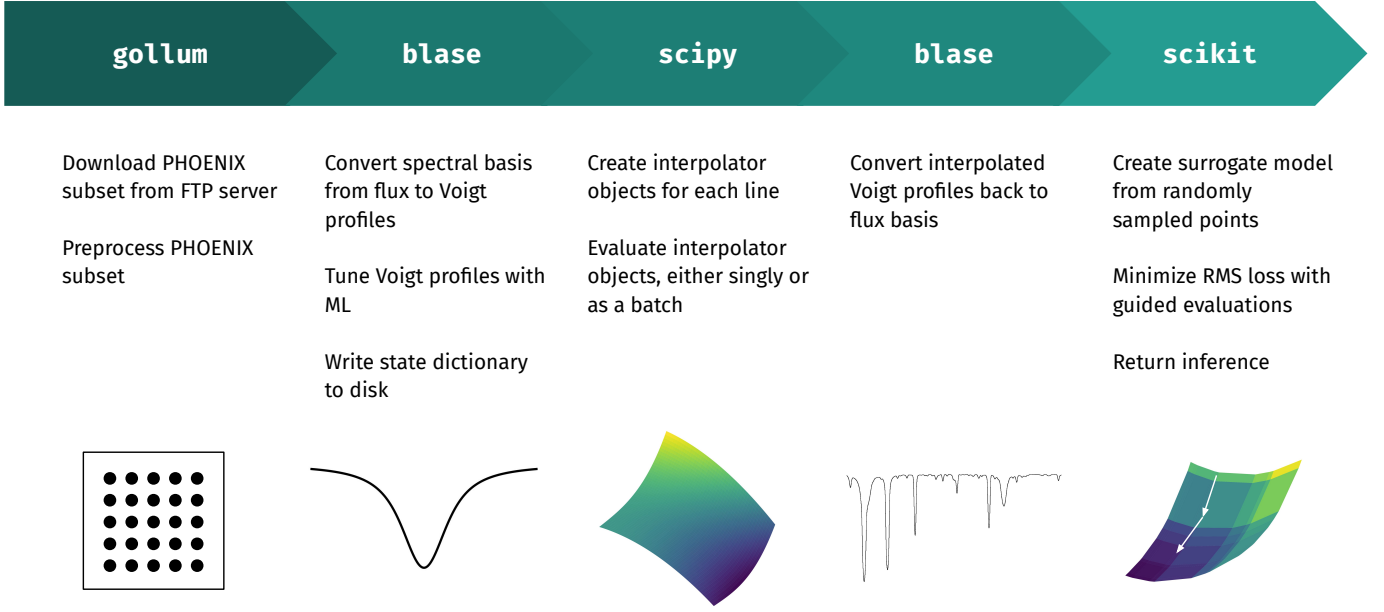 gollum
blase
scipy
blase
scikit
Download PHOENIX
subset from FTP server
Preprocess PHOENIX
subset
Convert spectral basis
from flux to Voigt
profiles
Tune Voigt profiles with
ML
Write state dictionary
to disk
Create interpolator
objects for each line
Evaluate interpolator
objects, either singly or
as a batch
Convert interpolated
Voigt profiles back to
flux basis
Create surrogate model
from randomly
sampled points
Minimize RMS loss with
guided evaluations
Return inference